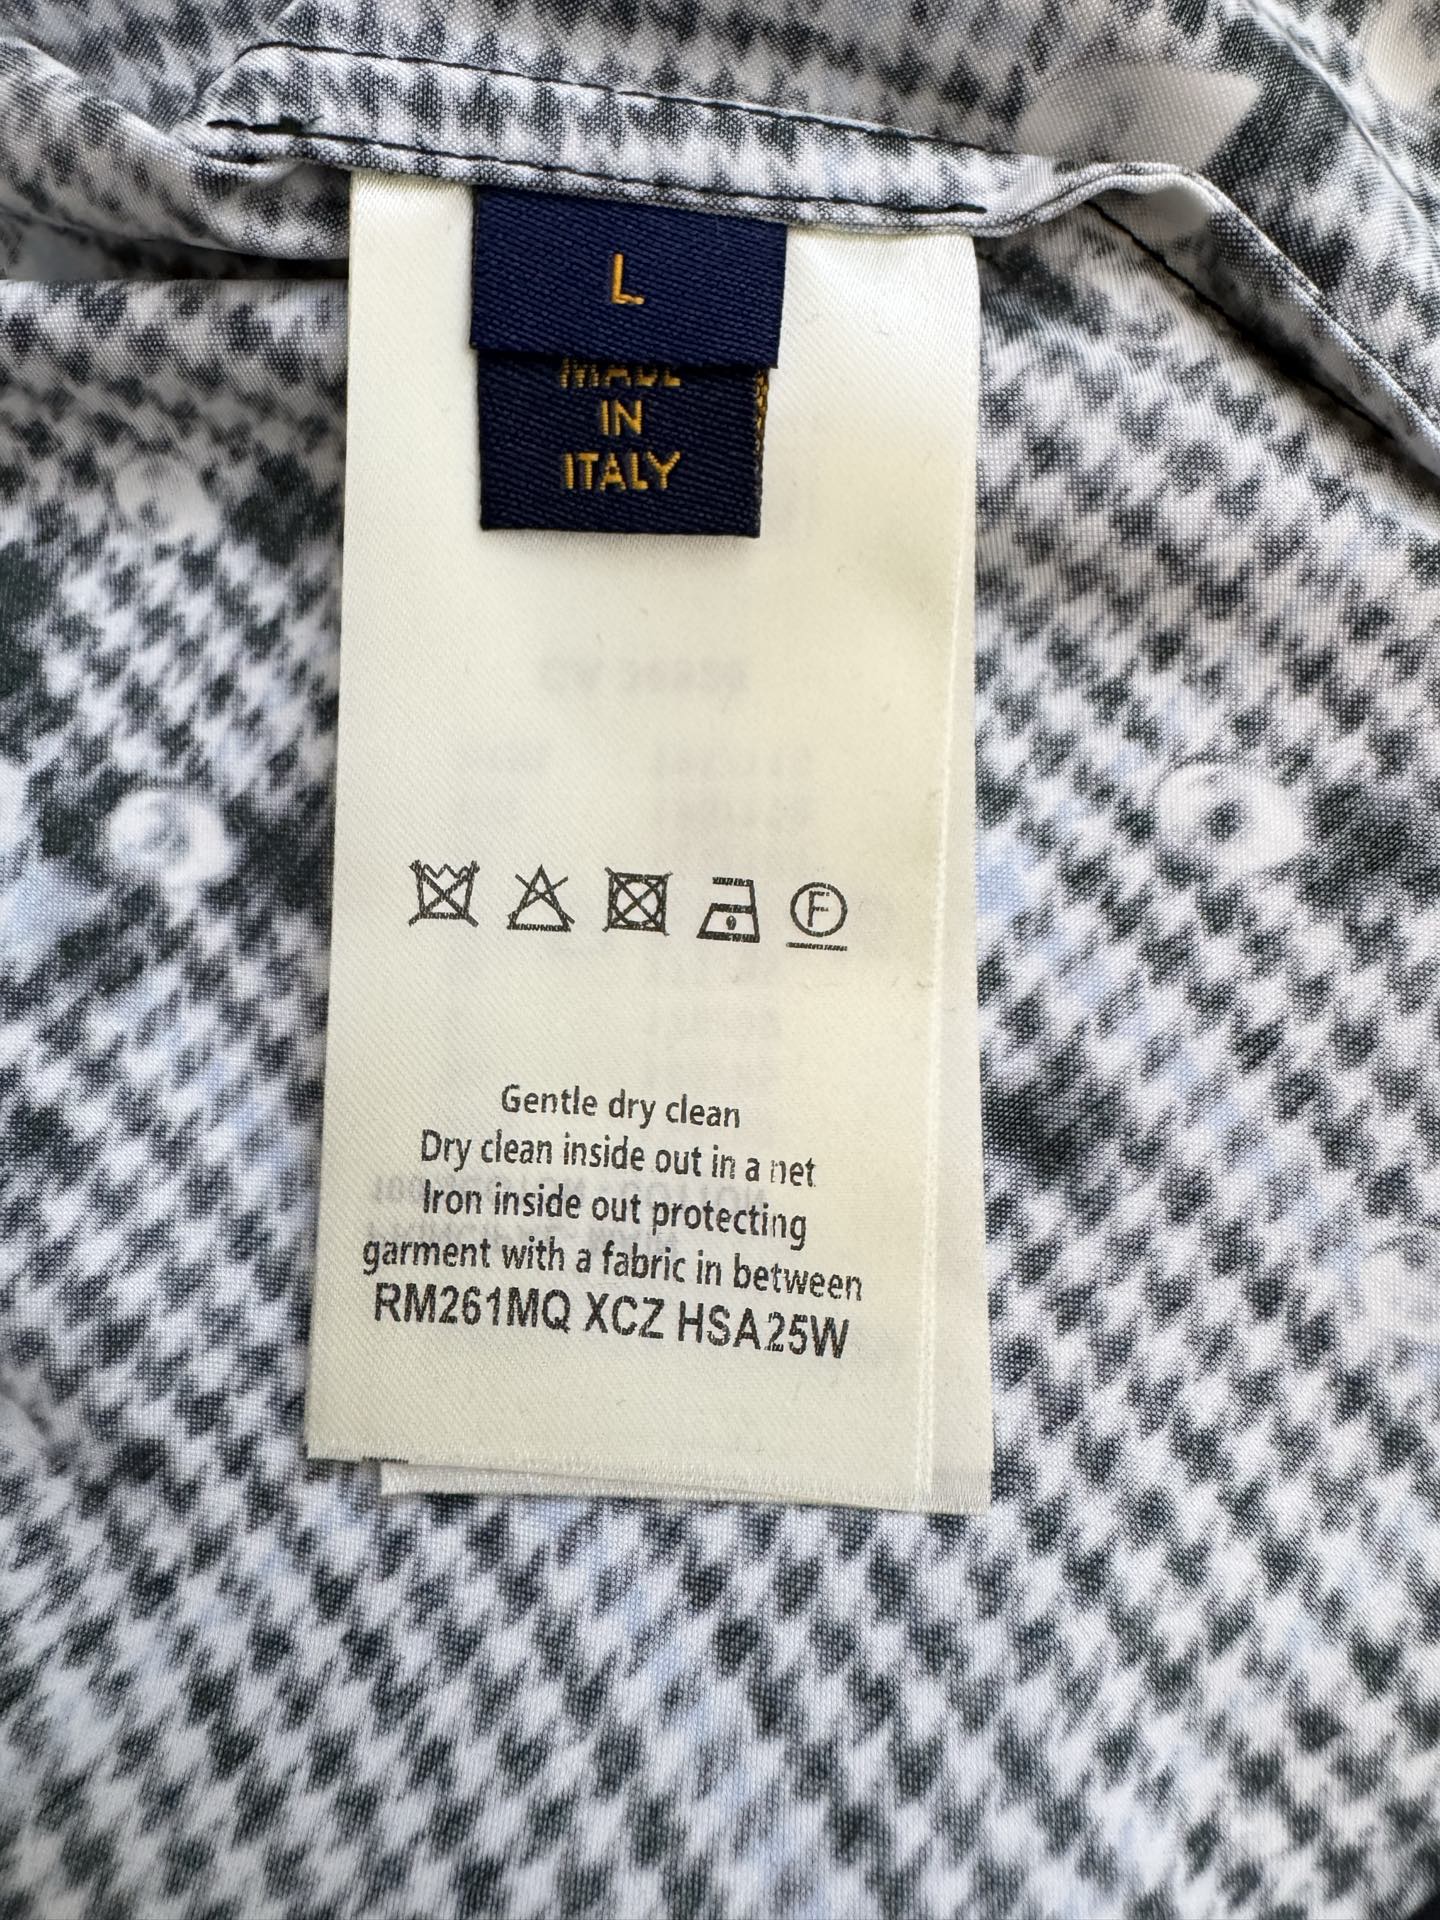 L
MADE
IN
ITALY
F
Gentle dry clean
Dry clean inside out in a net
Iron inside out protecting
garment with a fabric in between
RM261MQ XCZ HSA25W